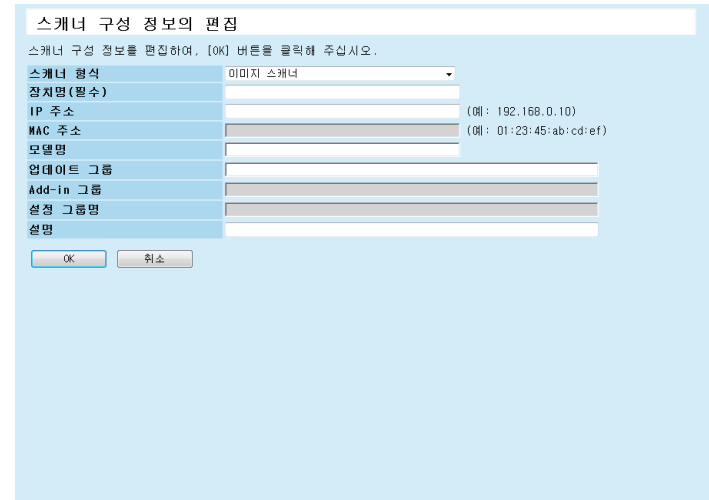 스캐너 구성 정보의 편집
스캐너 구성 정보를 편집하여, [OK] 버튼을 클릭해 주십시오.
스캐너 형식 이미지 스캐너
장치명(필수)
IP 주소 (예: 192.168.0.10)
MAC 주소 (예: 01:23:45:ab:cd:ef)
모델명
업데이트 그룹
Add-in 그룹
설정 그룹명
설명
OK 취소